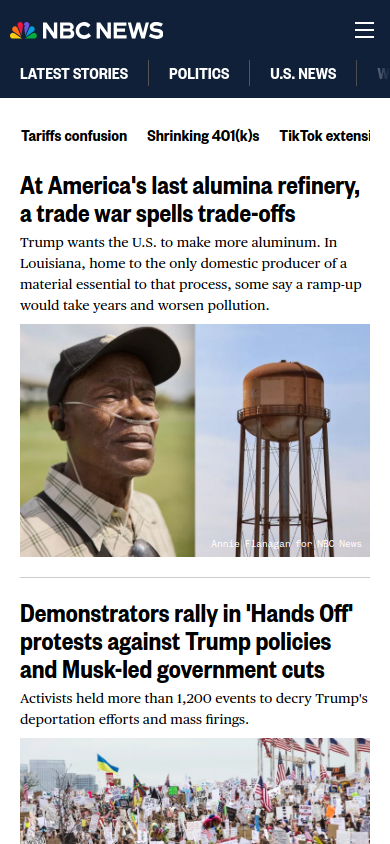 NBC NEWS
LATEST STORIES
POLITICS
U.S. NEWS
Tariffs confusion
Shrinking 401(k)s
TikTok extensi
At America's last alumina refinery,
a trade war spells trade-offs
Trump wants the U.S. to make more aluminum. In
Louisiana, home to the only domestic producer of a
material essential to that process, some say a ramp-up
would take years and worsen pollution.
Annie Flanagan for NBC News
Demonstrators rally in 'Hands Off'
protests against Trump policies
and Musk-led government cuts
Activists held more than 1,200 events to decry Trump's
deportation efforts and mass firings.